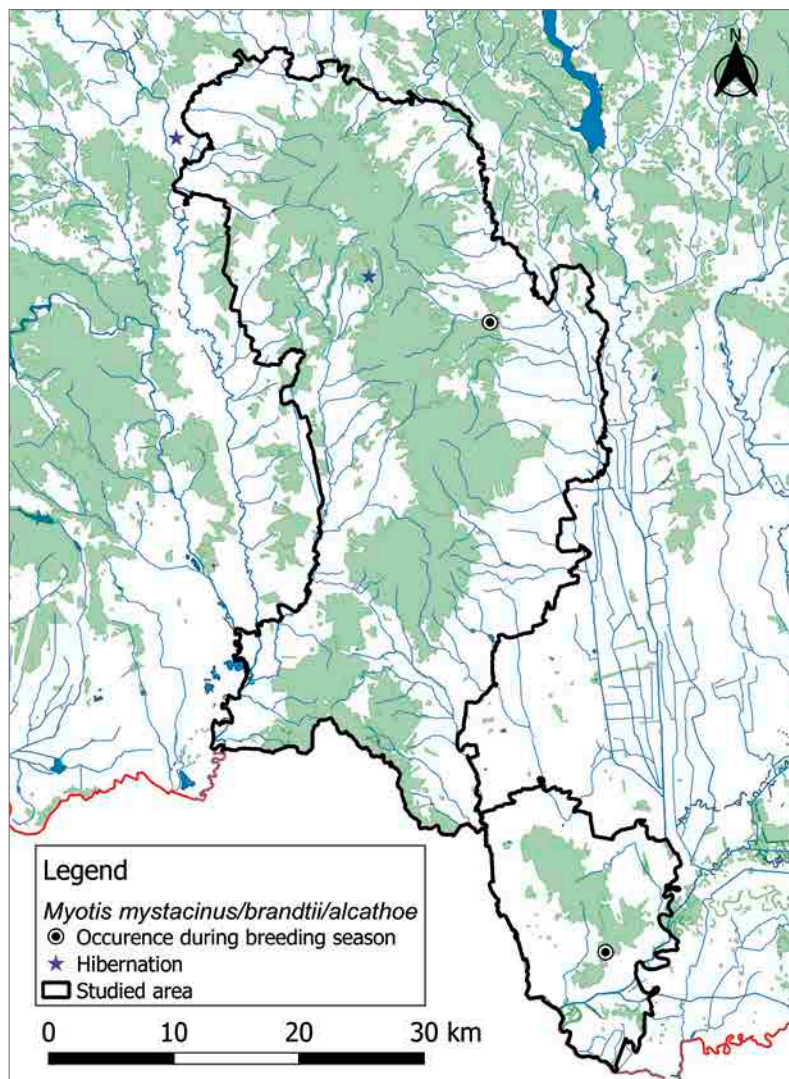 N
Legend
Myotis mystacinus/brandtii/alcathoe
Occurence during breeding season
Hibernation
Studied area
0 10 20 30 km